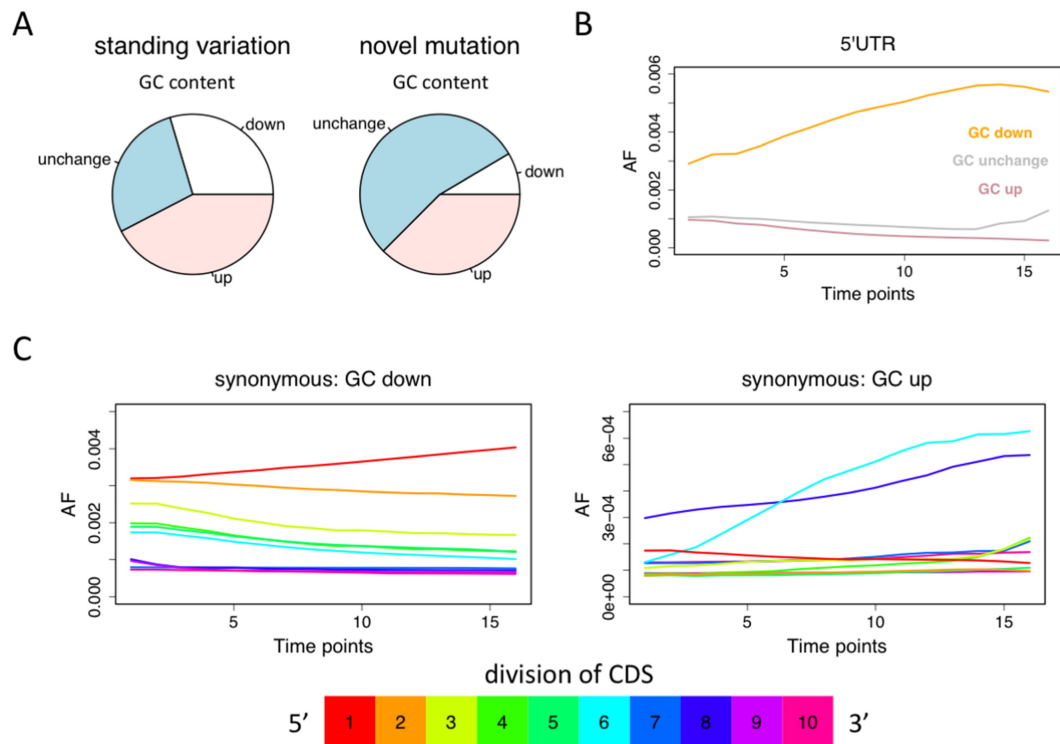 A
standing variation
GC content
down
unchange
up
novel mutation
GC content
unchange
down
up
B
5'UTR
AF
0.006
0.004
0.002
0.000
GC down
GC unchange
GC up
5
10
15
Time points
C
synonymous: GC down
AF
0.004
0.002
0.000
5
10
15
Time points
synonymous: GC up
AF
6e-04
3e-04
0e+00
5
10
15
Time points
division of CDS
5’ 1 2 3 4 5 6 7 8 9 10 3’